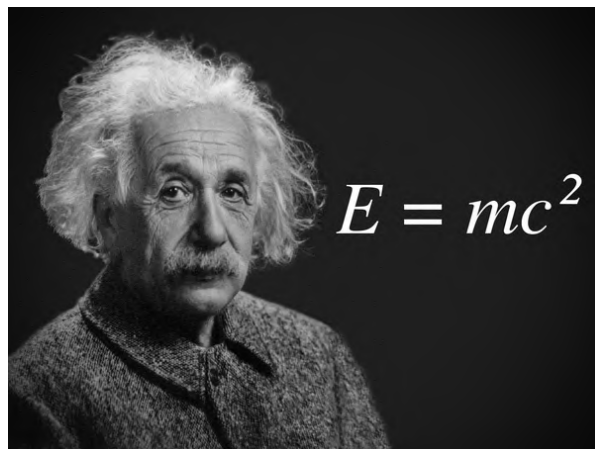 E = mc²